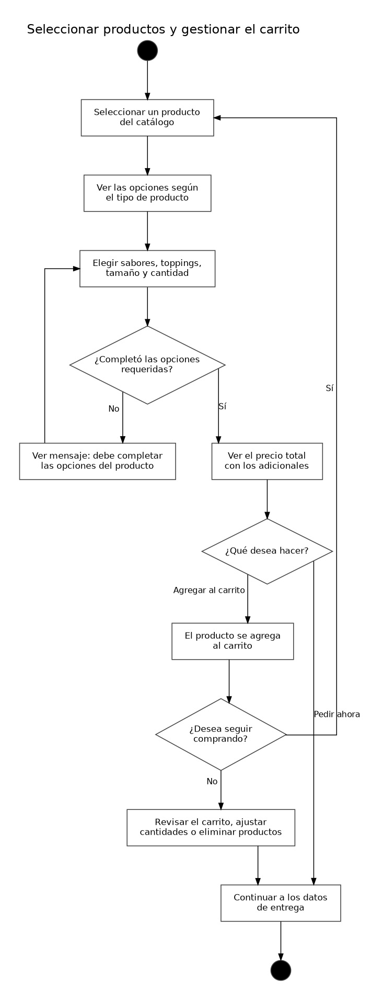 Seleccionar productos y gestionar el carrito
Seleccionar un producto
del catálogo
Ver las opciones según
el tipo de producto
Elegir sabores, toppings,
tamaño y cantidad
¿Completó las opciones
requeridas?
No
Sí
Sí
Ver mensaje: debe completar
las opciones del producto
Ver el precio total
con los adicionales
¿Qué desea hacer?
Agregar al carrito
El producto se agrega
al carrito
Pedir ahora
¿Desea seguir
comprando?
No
Revisar el carrito, ajustar
cantidades o eliminar productos
Continuar a los datos
de entrega